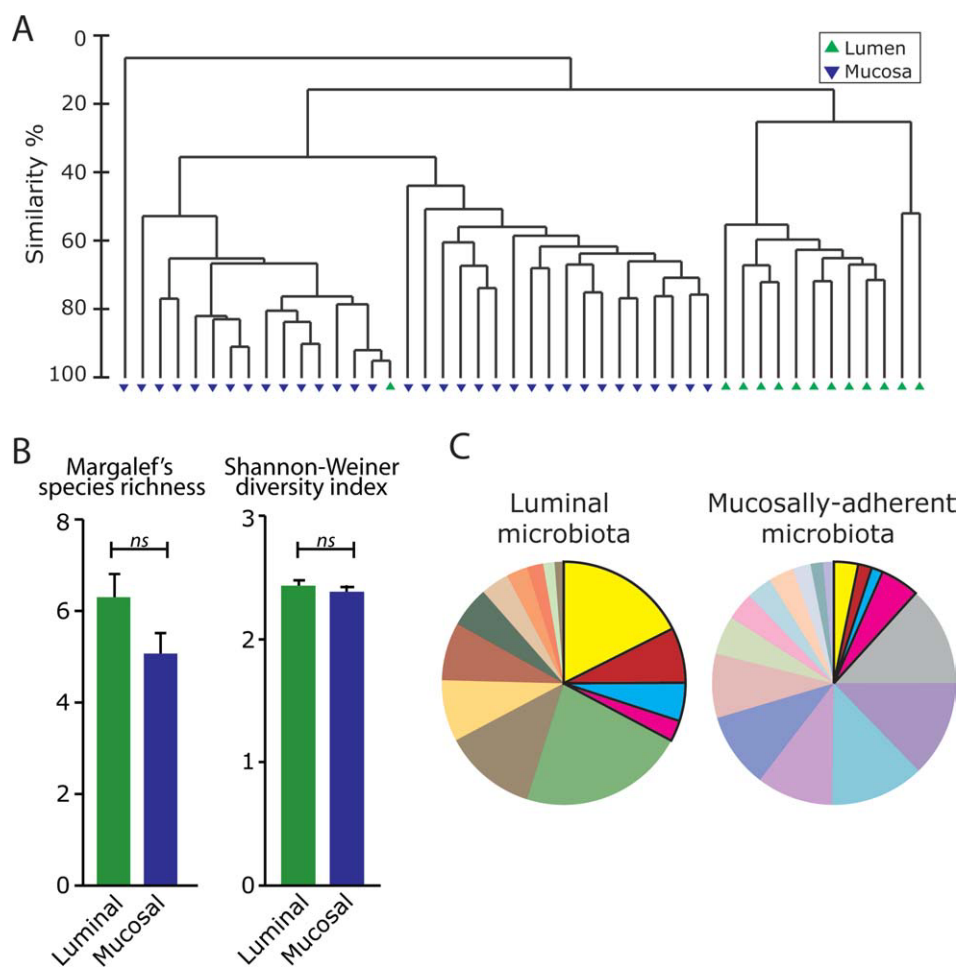 A
0
20
40
60
80
100
Similarity %
Lumen
Mucosa
B
Margalef's
species richness
8
6
4
2
0
ns
Luminal
Mucosal
Shannon-Weiner
diversity index
3
2
1
0
ns
Luminal
Mucosal
C
Luminal
microbiota
Mucosally-adherent
microbiota